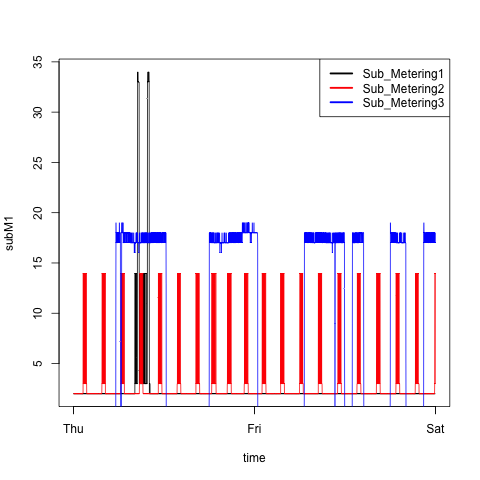 Sub_Metering1
Sub_Metering2
Sub_Metering3
35
30
25
20
15
10
5
subM1
Thu
Fri
Sat
time